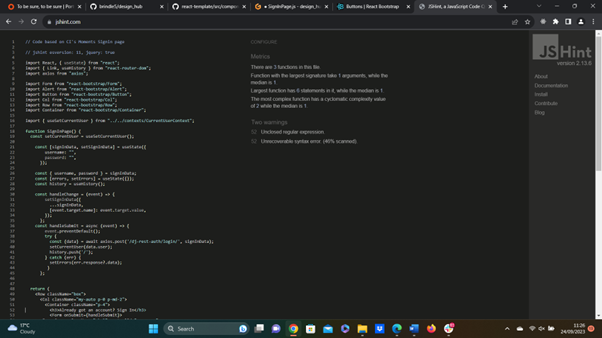 To be sure, to be sure | Port
brindle5/design_hub
react-template/src/compone
SignInPage.js - design_hub
Buttons | React Bootstrap
JSHint, a JavaScript Code Q
jshint.com
1 // Code based on CI's Moments SignIn page
2
3 // jshint esversion: 11, jquery: true
4
5 import React, { useState} from "react";
6 import { Link, useHistory } from "react-router-dom";
7 import axios from "axios";
8
9 import Form from "react-bootstrap/Form";
10 import Alert from "react-bootstrap/Alert";
11 import Button from "react-bootstrap/Button";
12 import Col from "react-bootstrap/Col";
13 import Row from "react-bootstrap/Row";
14 import Container from "react-bootstrap/Container";
15
16 import { useSetCurrentUser } from "../../contexts/CurrentUserContext";
17
18 function SignInPage() {
19 const setCurrentUser = useSetCurrentUser();
20
21 const [signInData, setSignInData] = useState({
22 username: "",
23 password: "",
24 });
25
26 const { username, password } = signInData;
27 const [errors, setErrors] = useState({});
28 const history = useHistory();
29
30 const handleChange = (event) => {
31 setSignInData({
32 ...signInData,
33 [event.target.name]: event.target.value,
34 });
35 };
36 const handleSubmit = async (event) => {
37 event.preventDefault();
38 try {
39 const {data} = await axios.post('/dj-rest-auth/login/', signInData);
40 setCurrentUser(data.user);
41 history.push('/');
42 } catch (err) {
43 setErrors(err.response?.data);
44 }
45 };
46
47
48 return (
49 <Row className="Row">
50 <Col className="my-auto p-0 p-md-2">
51 <Container className="p-4">
52 <h1>Already got an account? Sign in</h1>
53 <Form onSubmit={handleSubmit}>
CONFIGURE
Metrics
There are 3 functions in this file.
Function with the largest signature take 1 arguments, while the
median is 1.
Largest function has 6 statements in it, while the median is 1.
The most complex function has a cyclomatic complexity value
of 2 while the median is 1.
Two warnings
Unclosed regular expression.
Unrecoverable syntax error. (46% scanned).
JSHint
version 2.13.6
About
Documentation
Install
Contribute
Blog
17°C
Cloudy
Search
11:26
24/09/2023